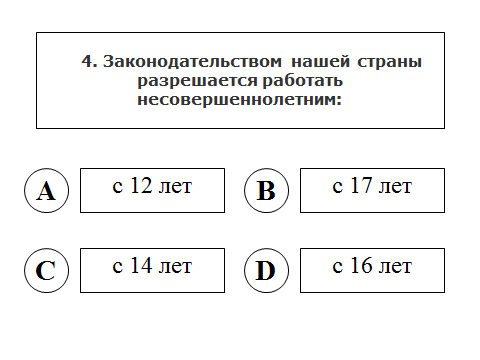 4. Законодательством нашей страны
разрешается работать
несовершеннолетним:
A
с 12 лет
B
с 17 лет
C
с 14 лет
D
с 16 лет